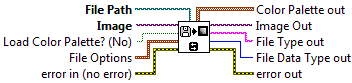 File Path
Color Palette out
Image
Image Out
Load Color Palette? (No)
File Type out
File Options
File Data Type Out
error in (no error)
error out